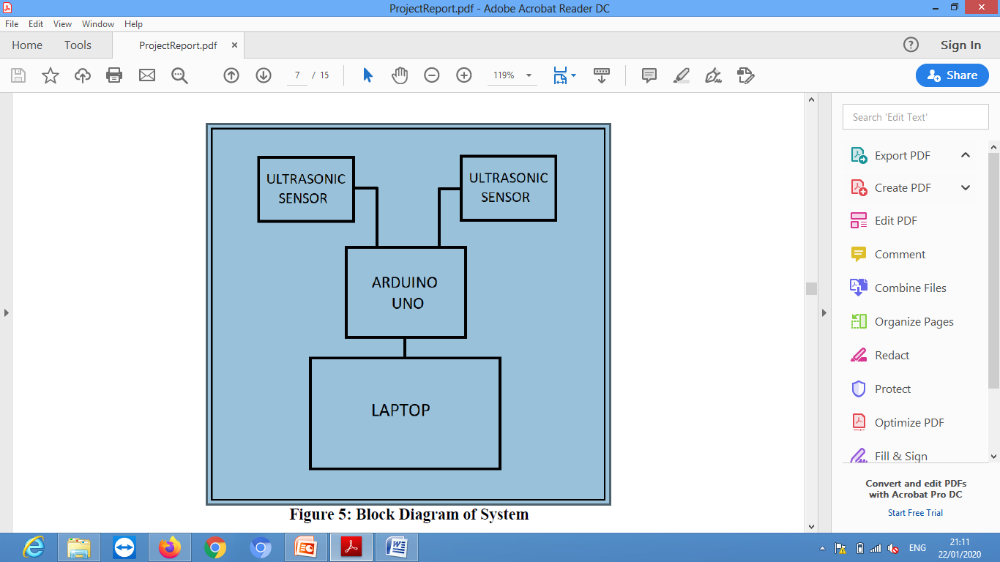 ProjectReport.pdf - Adobe Acrobat Reader DC
File Edit View Window Help
Home Tools ProjectReport.pdf × ? Sign In
7 / 15 119% Share
Search 'Edit Text'
Export PDF
Create PDF
Edit PDF
Comment
Combine Files
Organize Pages
Redact
Protect
Optimize PDF
Fill & Sign
Convert and edit PDFs
with Acrobat Pro DC
Start Free Trial
ULTRASONIC
SENSOR
ULTRASONIC
SENSOR
ARDUINO
UNO
LAPTOP
Figure 5: Block Diagram of System
ENG
21:11
22/01/2020